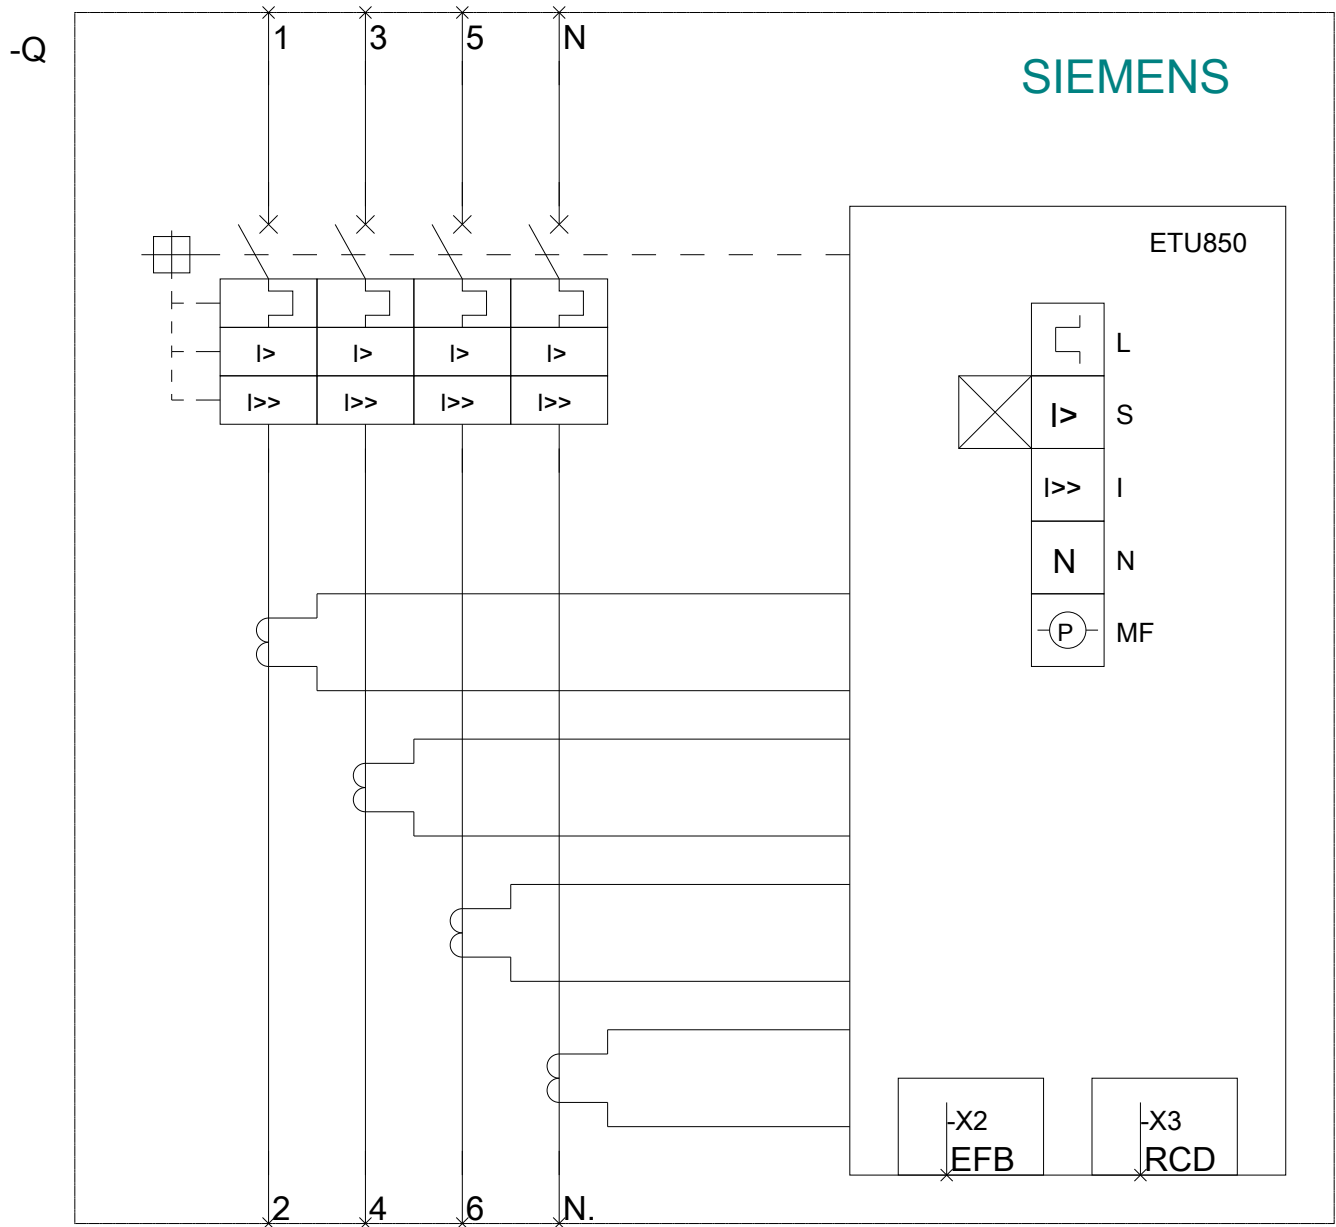 -Q
1 3 5 N
SIEMENS
ETU850
I> I> I> I>
I>> I>> I>> I>>
L
I> S
I>> I
N N
P MF
-X2 -X3
EFB RCD
2 4 6 N.